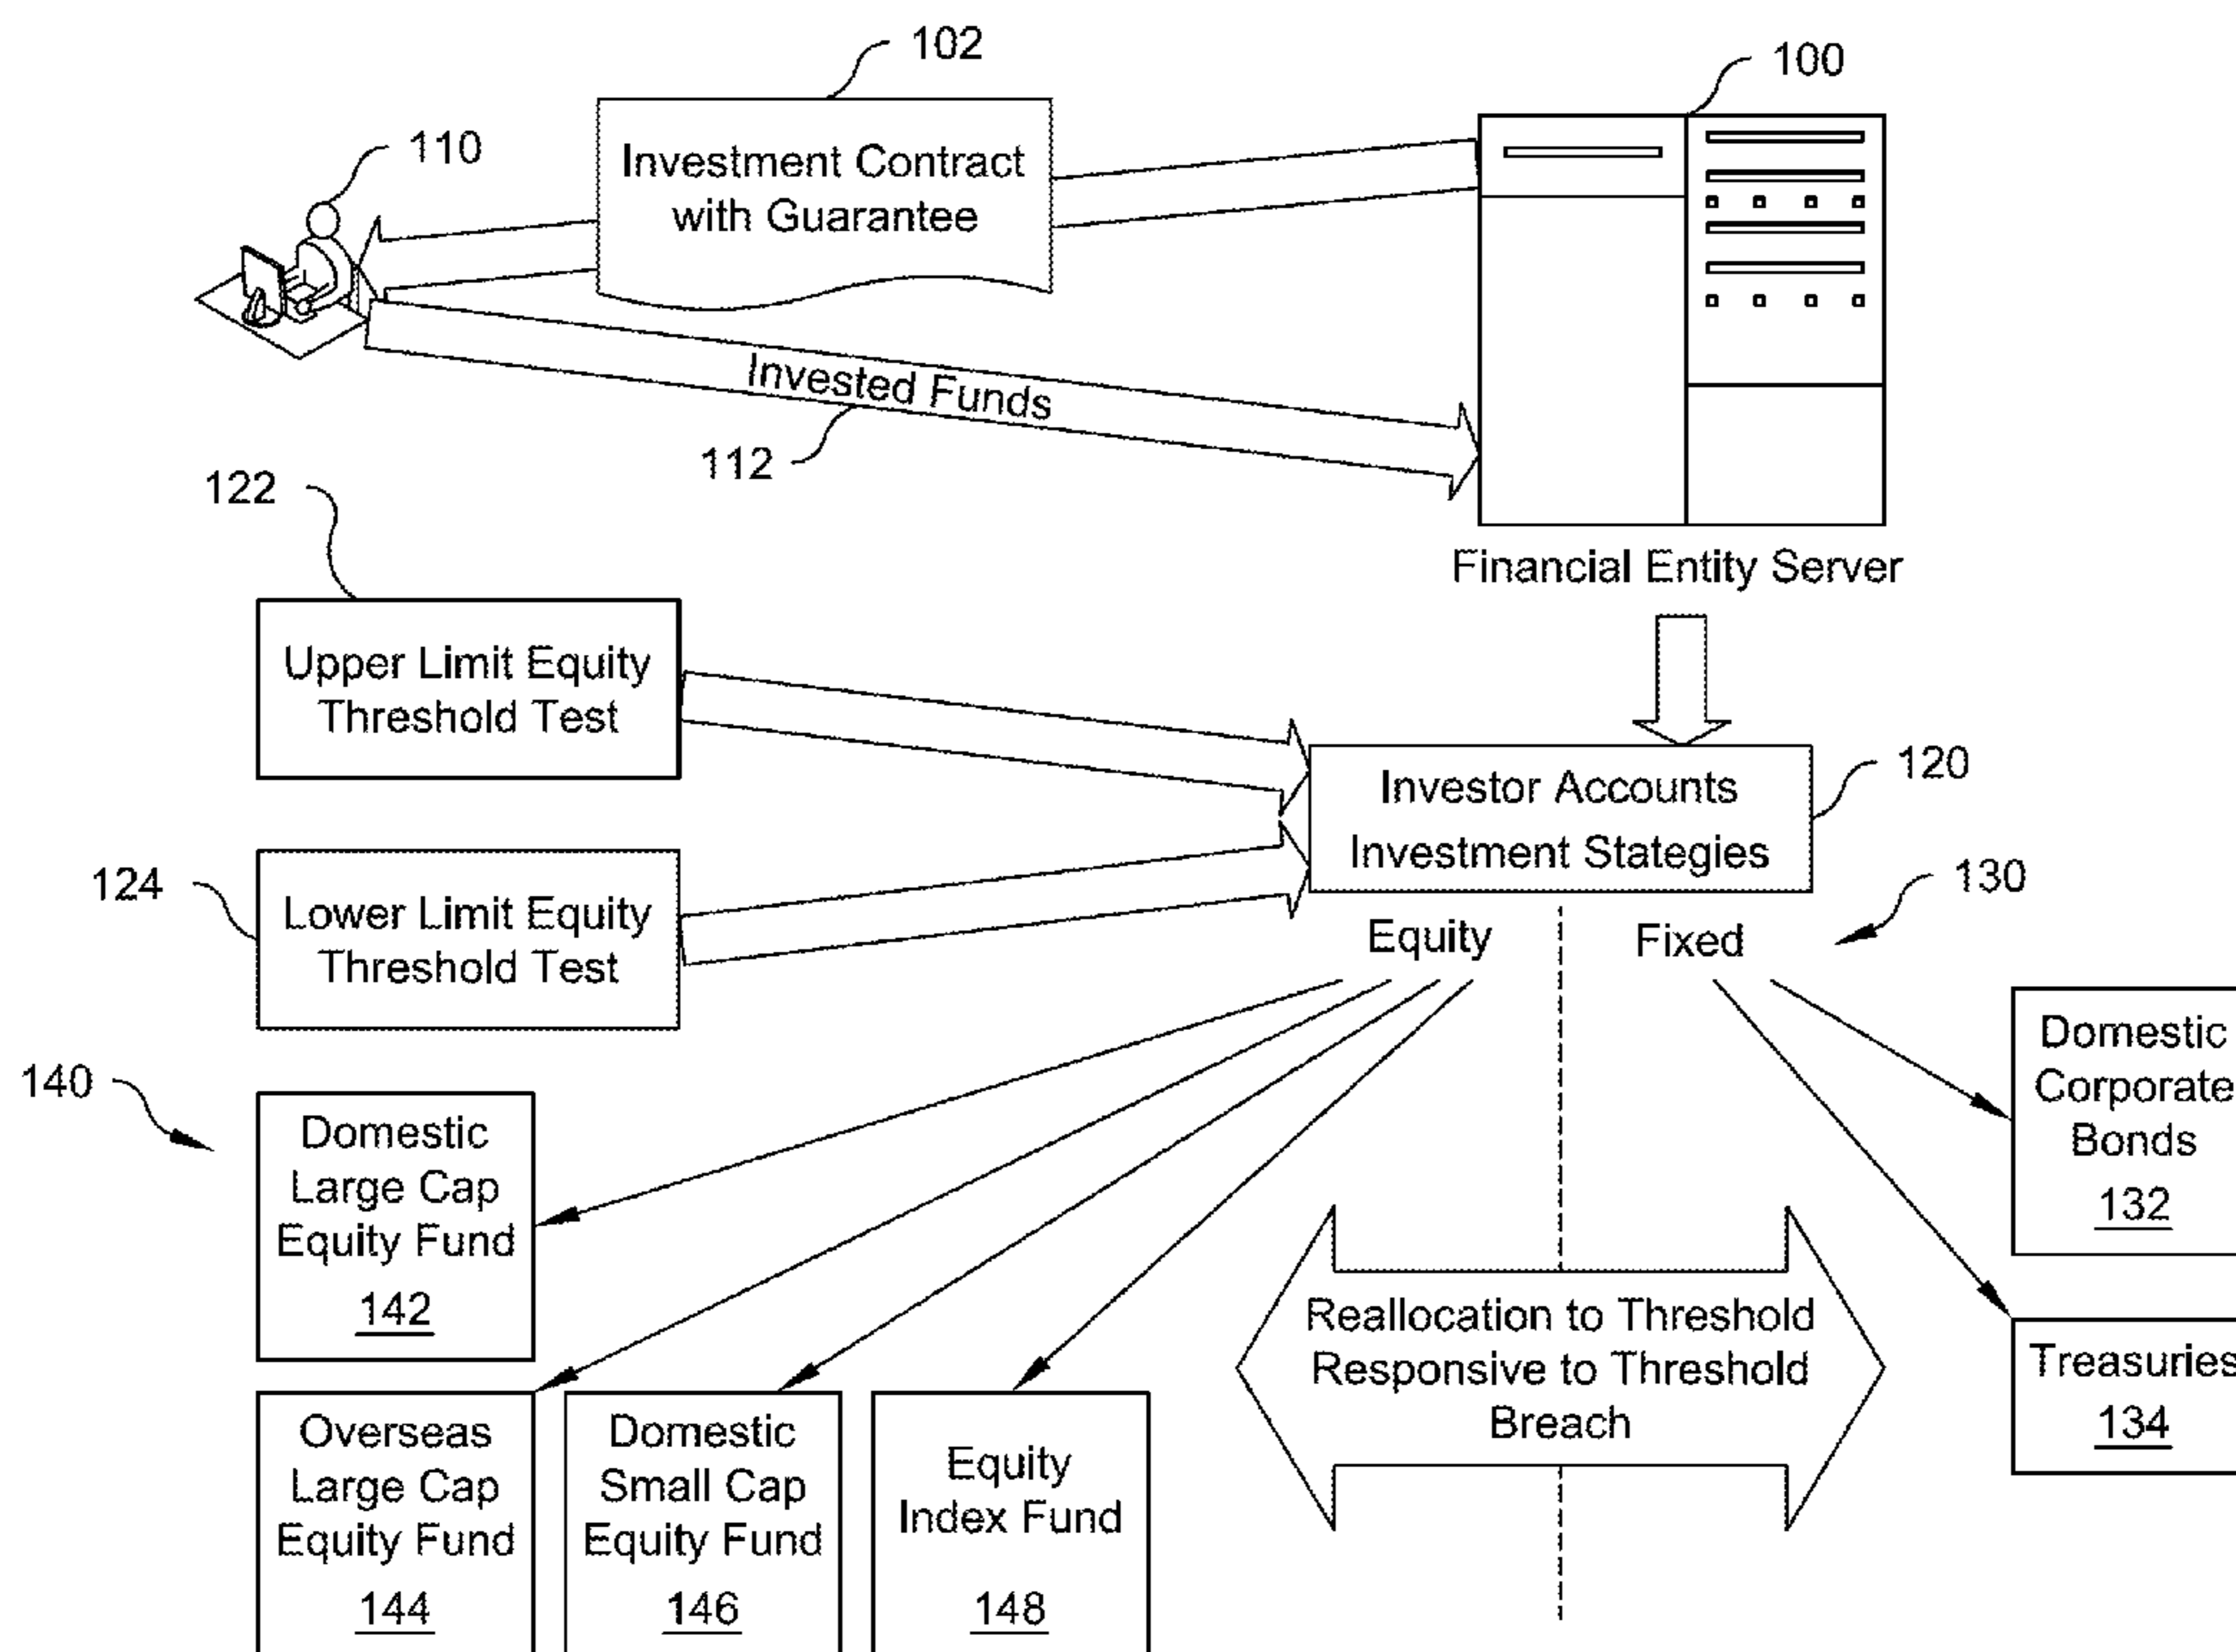 102
100
110
Investment Contract
with Guarantee
Invested Funds
112
Financial Entity Server
122
Upper Limit Equity
Threshold Test
120
Investor Accounts
Investment Stategies
124
Lower Limit Equity
Threshold Test
130
Equity
Fixed
140
Domestic
Large Cap
Equity Fund
142
Domestic
Corporate
Bonds
132
Reallocation to Threshold
Responsive to Threshold
Breach
Treasuries
134
Overseas
Large Cap
Equity Fund
144
Domestic
Small Cap
Equity Fund
146
Equity
Index Fund
148